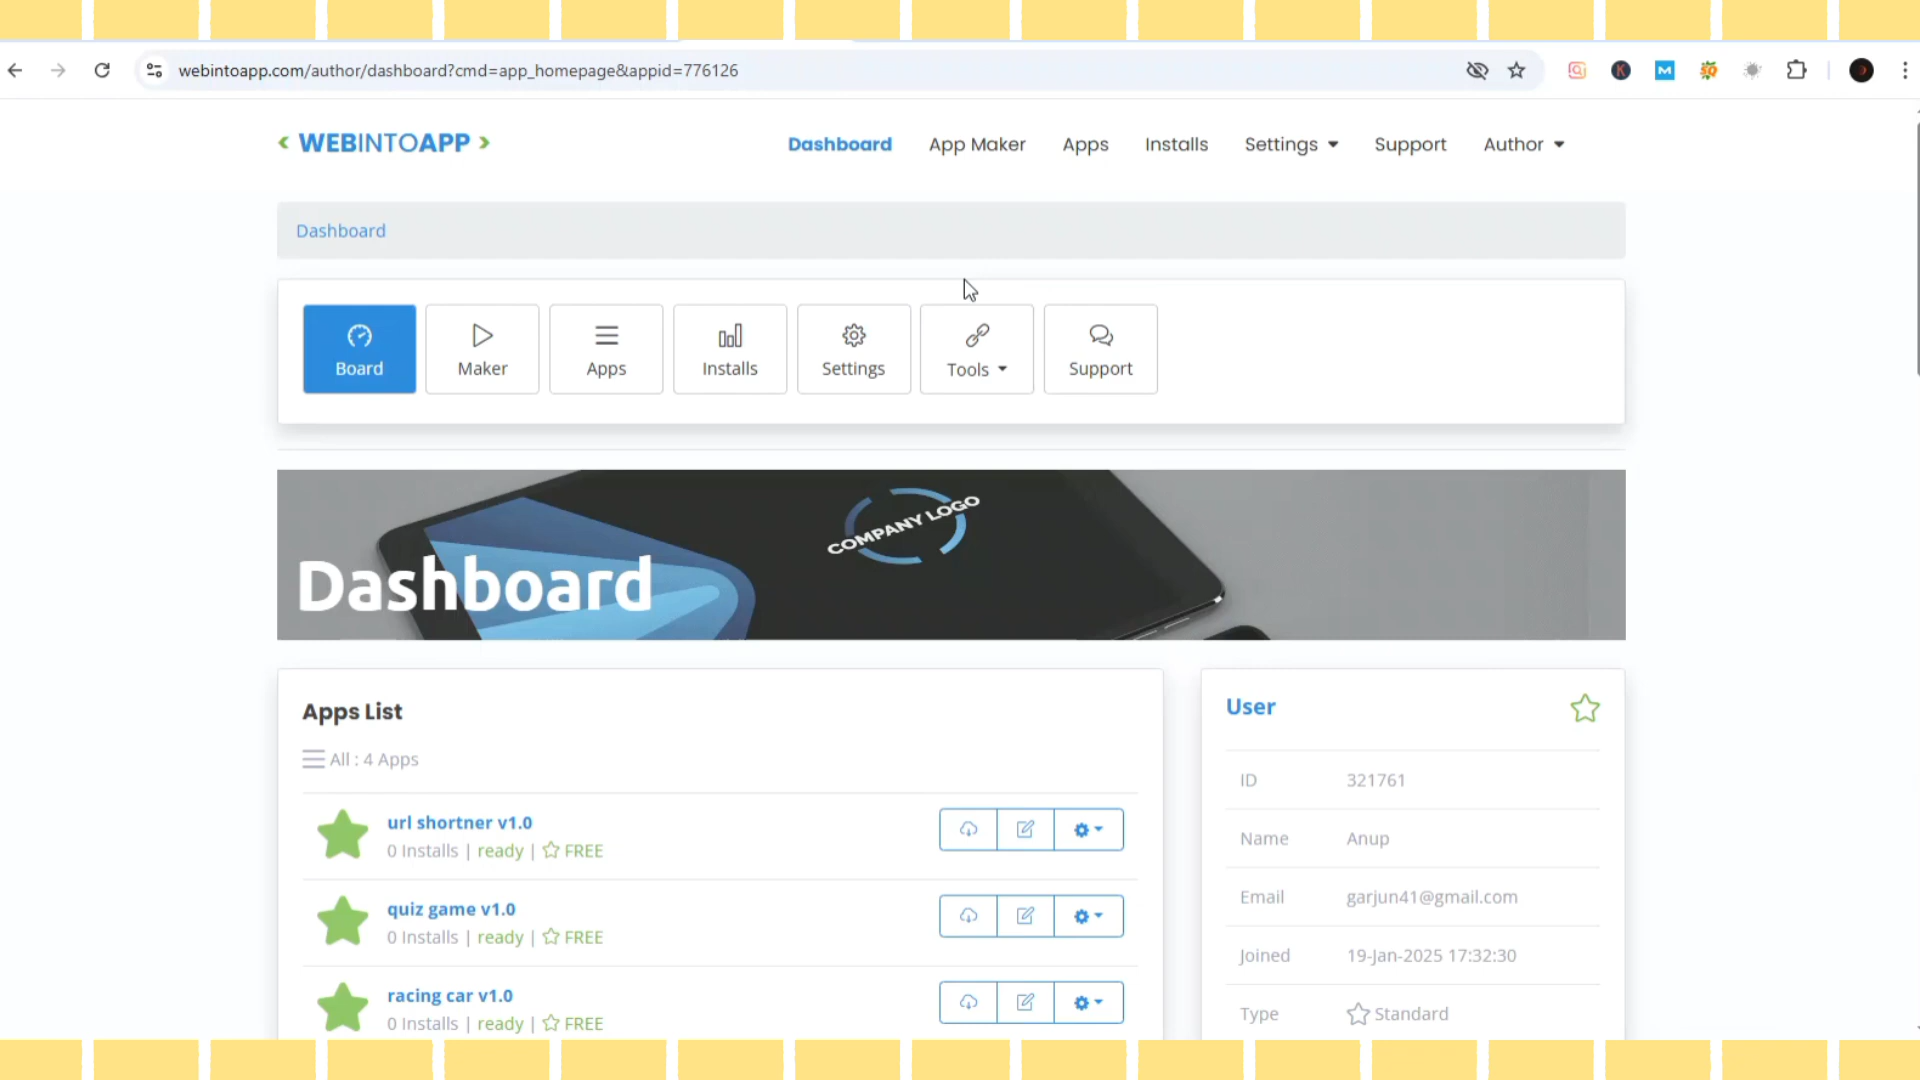 webintoapp.com/author/dashboard?cmd=app_homepage&appid=776126
< WEBINTOAPP >
Dashboard
App Maker
Apps
Installs
Settings
Support
Author
Dashboard
Board
Maker
Apps
Installs
Settings
Tools
Support
COMPANY LOGO
Dashboard
Apps List
All : 4 Apps
url shortner v1.0
0 Installs | ready | FREE
quiz game v1.0
0 Installs | ready | FREE
racing car v1.0
0 Installs | ready | FREE
User
ID 321761
Name Anup
Email garjun41@gmail.com
Joined 19-Jan-2025 17:32:30
Type Standard